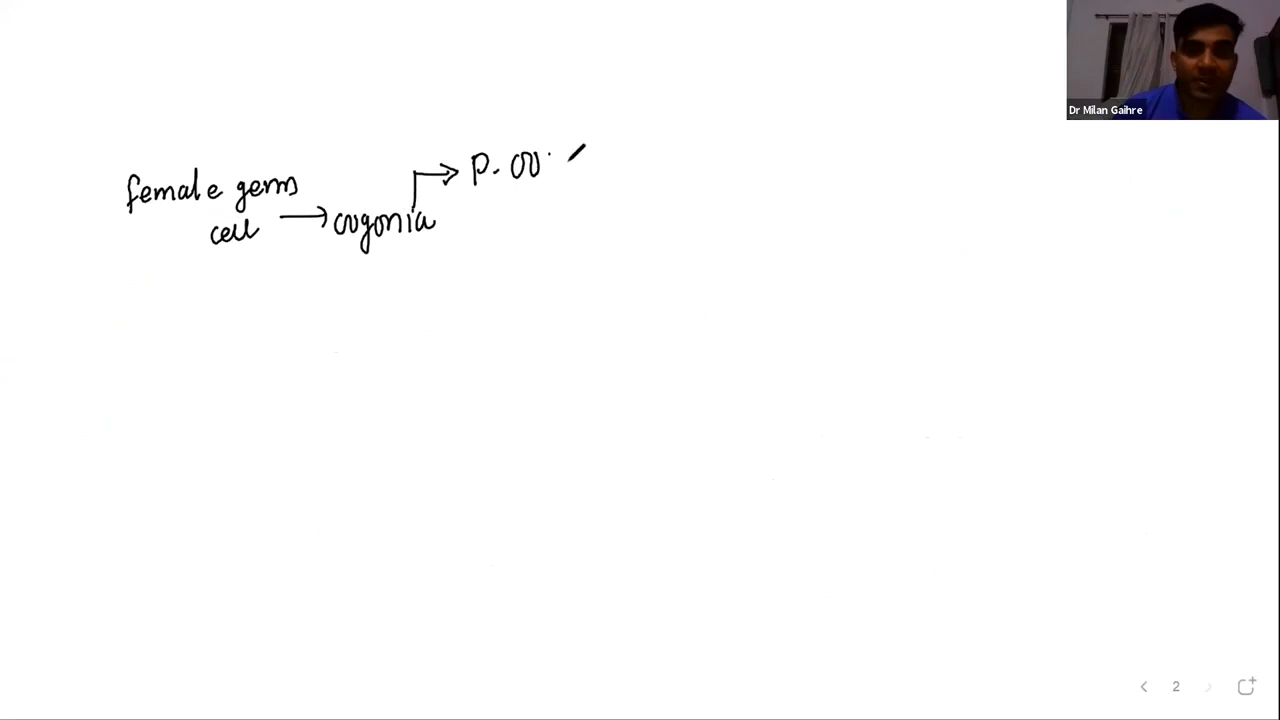 Dr Milan Gaihre
P. oo
female germ
cell → oogonia
2